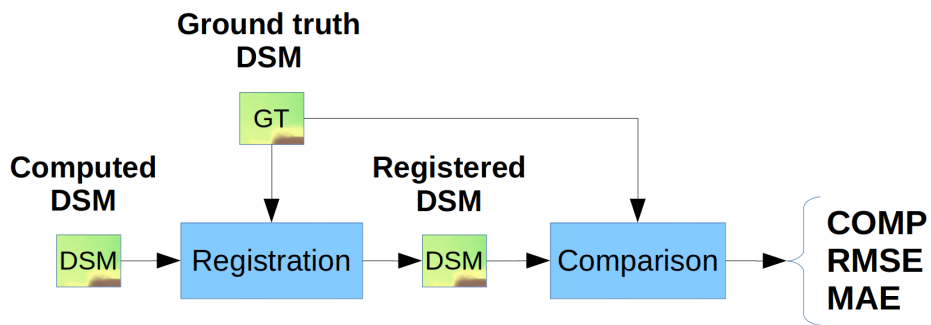 Ground truth
DSM
GT
Computed
DSM
Registered
DSM
DSM
Registration
DSM
Comparison
COMP
RMSE
MAE